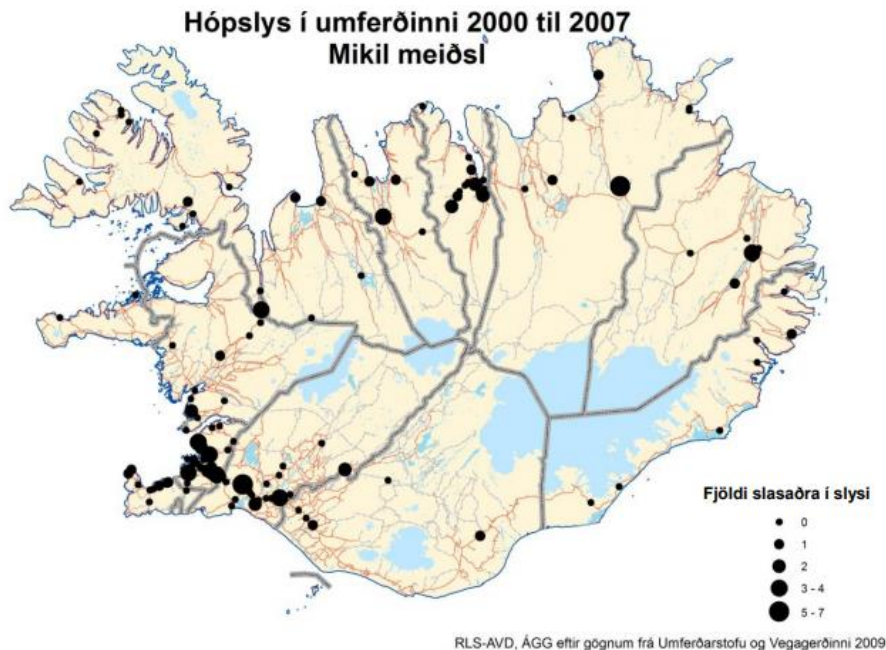 Hópslys í umferðinni 2000 til 2007
Mikil meiðsl
Fjöldi slasaðra í slysi
0
1
2
3 - 4
5 - 7
RLS-AVD, ÁGG eftir gögnum frá Umferðarstofu og Vegagerðinni 2009